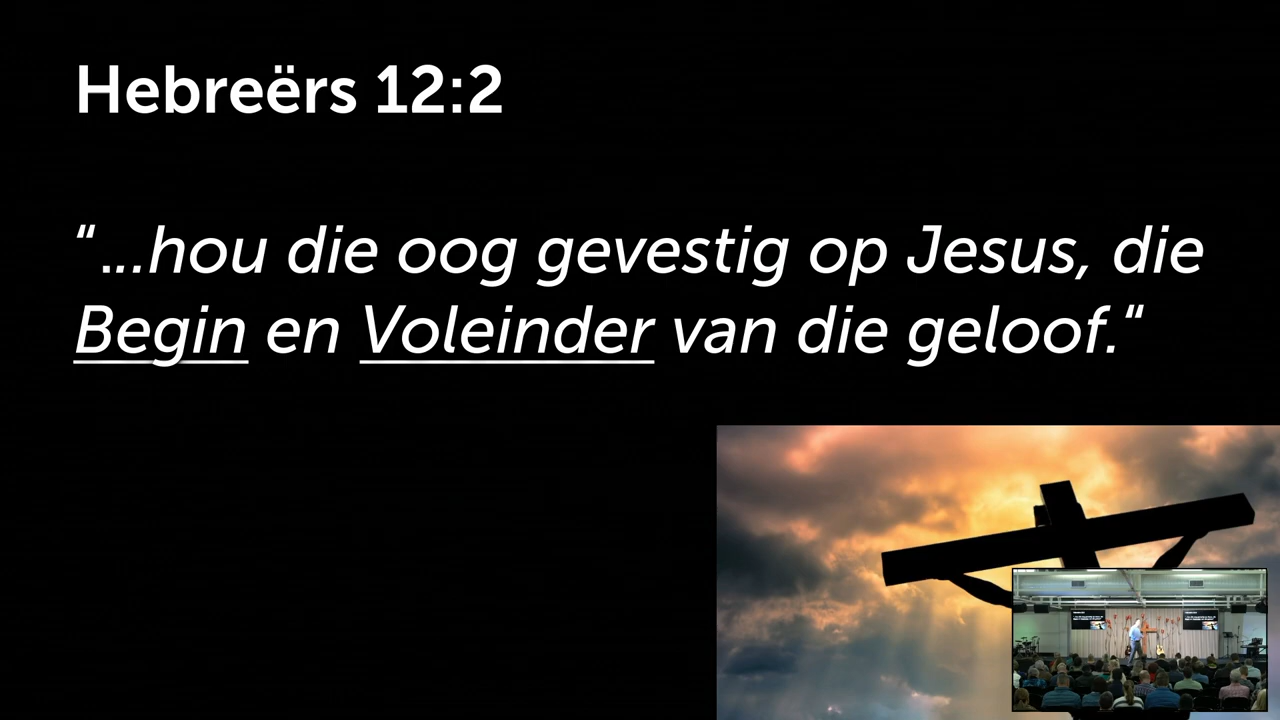 Hebreërs 12:2
“...hou die oog gevestig op Jesus, die
Begin en Voleinder van die geloof.“